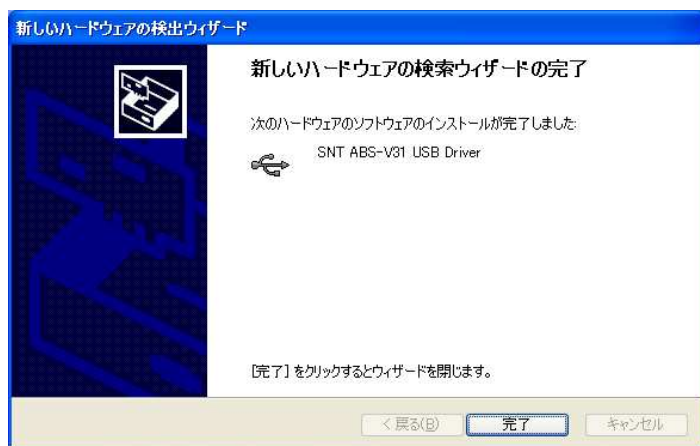 新しいハードウェアの検出ウィザード
新しいハードウェアの検索ウィザードの完了
次のハードウェアのソフトウェアのインストールが完了しました:
SNT ABS-V31 USB Driver
[完了] をクリックするとウィザードを閉じます。
< 戻る(B)
完了
キャンセル